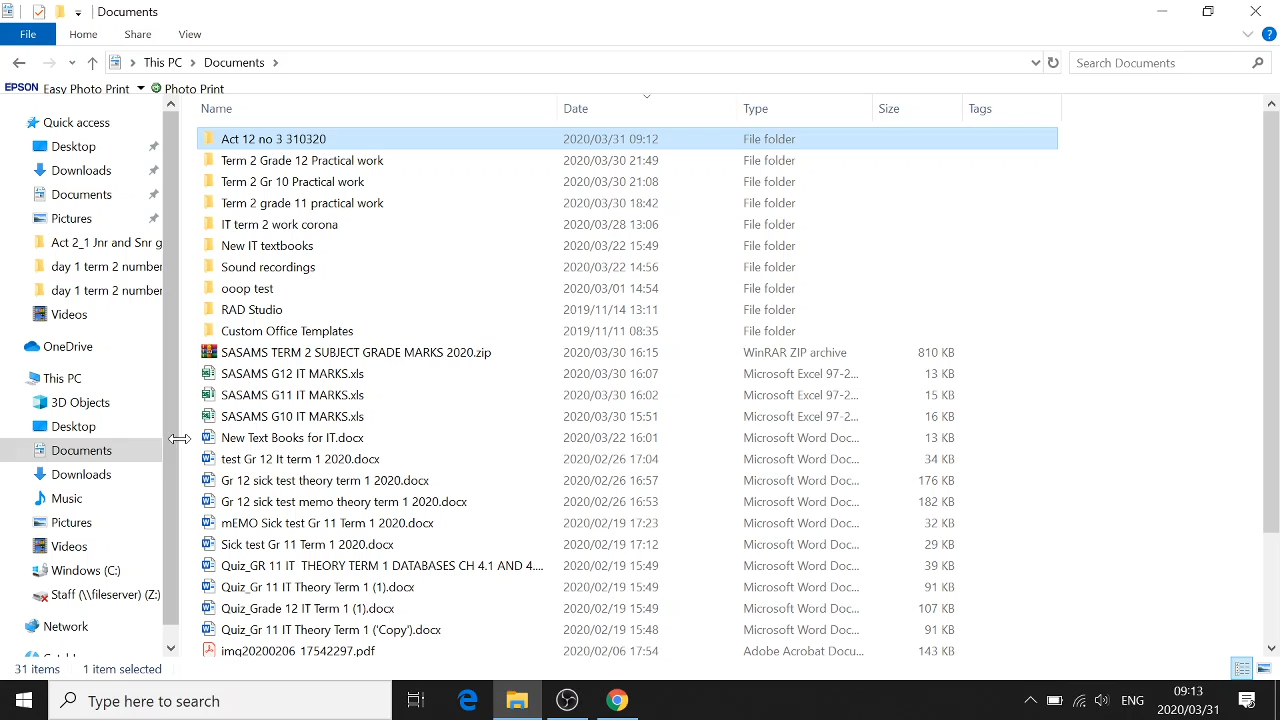 Documents
File Home Share View
This PC Documents Search Documents
EPSON Easy Photo Print Photo Print
Name Date Type Size Tags
Quick access
Desktop
Downloads
Documents
Pictures
Act 2_1 Jnr and Snr g
day 1 term 2 number
day 1 term 2 number
Videos
OneDrive
This PC
3D Objects
Desktop
Documents
Downloads
Music
Pictures
Videos
Windows (C:)
Staff (\\fileserver) (Z:)
Network
Act 12 no 3 310320 2020/03/31 09:12 File folder
Term 2 Grade 12 Practical work 2020/03/30 21:49 File folder
Term 2 Gr 10 Practical work 2020/03/30 21:08 File folder
Term 2 grade 11 practical work 2020/03/30 18:42 File folder
IT term 2 work corona 2020/03/28 13:06 File folder
New IT textbooks 2020/03/22 15:49 File folder
Sound recordings 2020/03/22 14:56 File folder
ooop test 2020/03/01 14:54 File folder
RAD Studio 2019/11/14 13:11 File folder
Custom Office Templates 2019/11/11 08:35 File folder
SASAMS TERM 2 SUBJECT GRADE MARKS 2020.zip 2020/03/30 16:15 WinRAR ZIP archive 810 KB
SASAMS G12 IT MARKS.xls 2020/03/30 16:07 Microsoft Excel 97-2... 13 KB
SASAMS G11 IT MARKS.xls 2020/03/30 16:02 Microsoft Excel 97-2... 15 KB
SASAMS G10 IT MARKS.xls 2020/03/30 15:51 Microsoft Excel 97-2... 16 KB
New Text Books for IT.docx 2020/03/22 16:01 Microsoft Word Doc... 13 KB
test Gr 12 It term 1 2020.docx 2020/02/26 17:04 Microsoft Word Doc... 34 KB
Gr 12 sick test theory term 1 2020.docx 2020/02/26 16:57 Microsoft Word Doc... 176 KB
Gr 12 sick test memo theory term 1 2020.docx 2020/02/26 16:53 Microsoft Word Doc... 182 KB
mEMO Sick test Gr 11 Term 1 2020.docx 2020/02/19 17:23 Microsoft Word Doc... 32 KB
Sick test Gr 11 Term 1 2020.docx 2020/02/19 17:12 Microsoft Word Doc... 29 KB
Quiz_GR 11 IT THEORY TERM 1 DATABASES CH 4.1 AND 4.... 2020/02/19 15:49 Microsoft Word Doc... 39 KB
Quiz_Gr 11 IT Theory Term 1 (1).docx 2020/02/19 15:49 Microsoft Word Doc... 91 KB
Quiz_Grade 12 IT Term 1 (1).docx 2020/02/19 15:49 Microsoft Word Doc... 107 KB
Quiz_Gr 11 IT Theory Term 1 ('Copy').docx 2020/02/19 15:48 Microsoft Word Doc... 91 KB
img20200206_17542297.pdf 2020/02/06 17:54 Adobe Acrobat Docu... 143 KB
31 items 1 item selected
Type here to search
ENG
09:13
2020/03/31